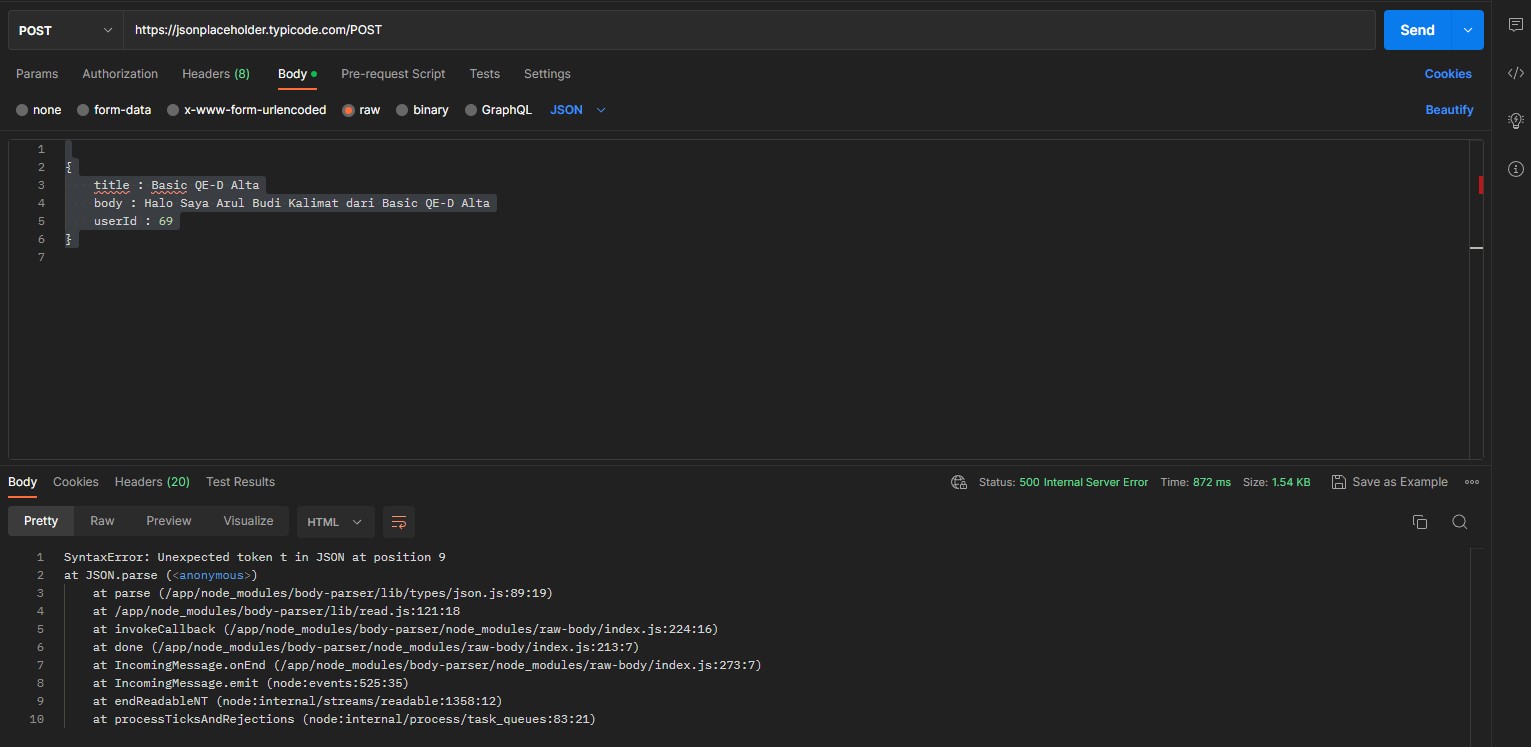 POST https://jsonplaceholder.typicode.com/POST Send
Params Authorization Headers (8) Body Pre-request Script Tests Settings Cookies
none form-data x-www-form-urlencoded raw binary GraphQL JSON Beautify
1
2 {
3 title : Basic QE-D Alta
4 body : Halo Saya Arul Budi Kalimat dari Basic QE-D Alta
5 userId : 69
6 }
7
Body Cookies Headers (20) Test Results Status: 500 Internal Server Error Time: 872 ms Size: 1.54 KB Save as Example
Pretty Raw Preview Visualize HTML
1 SyntaxError: Unexpected token t in JSON at position 9
2 at JSON.parse (<anonymous>)
3 at parse (/app/node_modules/body-parser/lib/types/json.js:89:19)
4 at /app/node_modules/body-parser/lib/read.js:121:18
5 at invokeCallback (/app/node_modules/body-parser/node_modules/raw-body/index.js:224:16)
6 at done (/app/node_modules/body-parser/node_modules/raw-body/index.js:213:7)
7 at IncomingMessage.onEnd (/app/node_modules/body-parser/node_modules/raw-body/index.js:273:7)
8 at IncomingMessage.emit (node:events:525:35)
9 at endReadableNT (node:internal/streams/readable:1358:12)
10 at processTicksAndRejections (node:internal/process/task_queues:83:21)